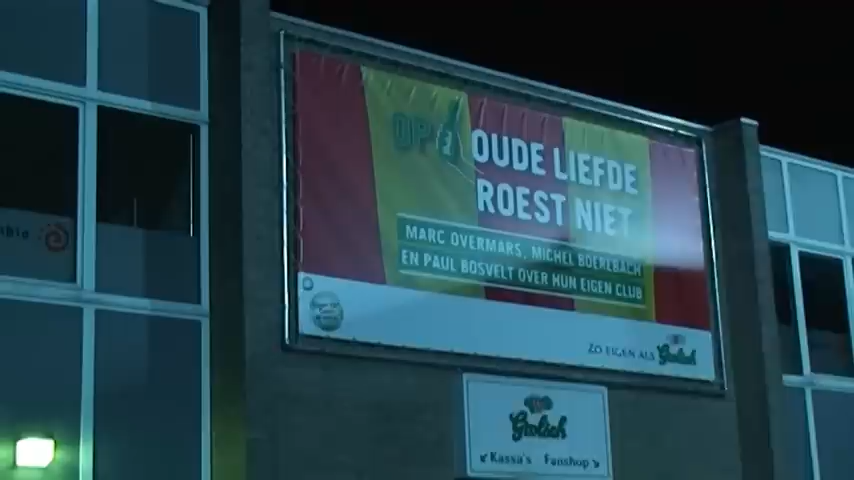 OP
OUDE LIEFDE
ROEST NIET
MARC OVERMARS, MICHEL BOEREBACH
EN PAUL BOSVELT OVER HUN EIGEN CLUB
ZO EIGEN ALS Grolsch
Grolsch
Kassa's Fanshop